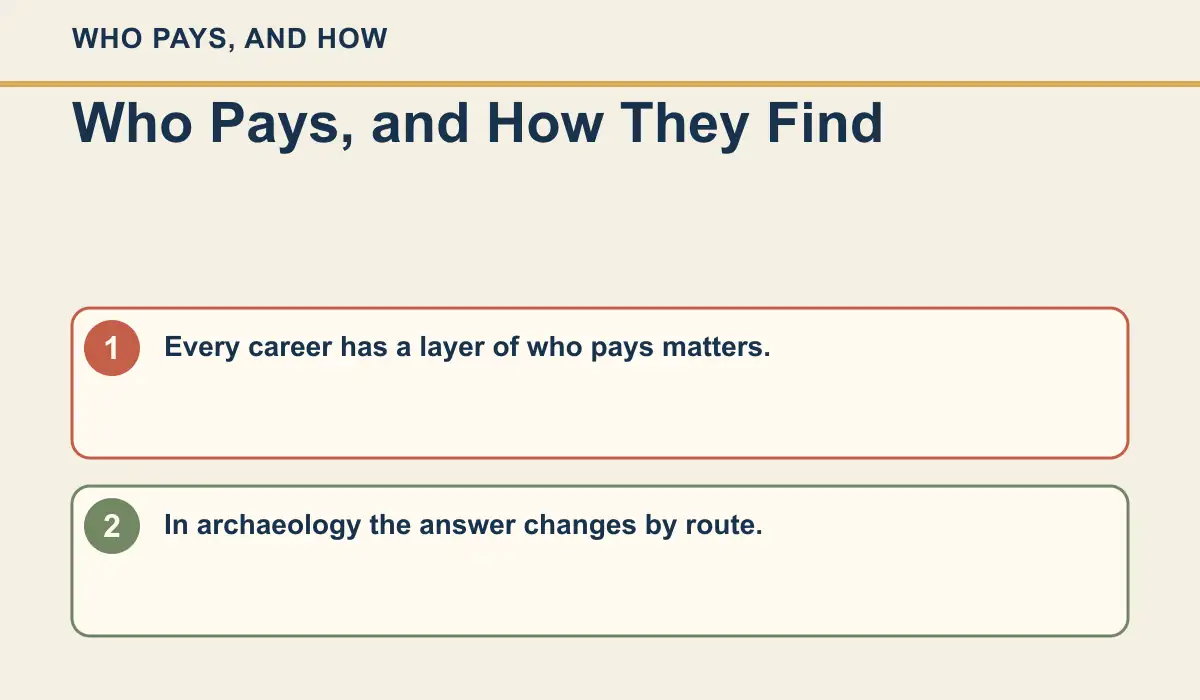 WHO PAYS, AND HOW
Who Pays, and How They Find
1
Every career has a layer of who pays matters.
2
In archaeology the answer changes by route.